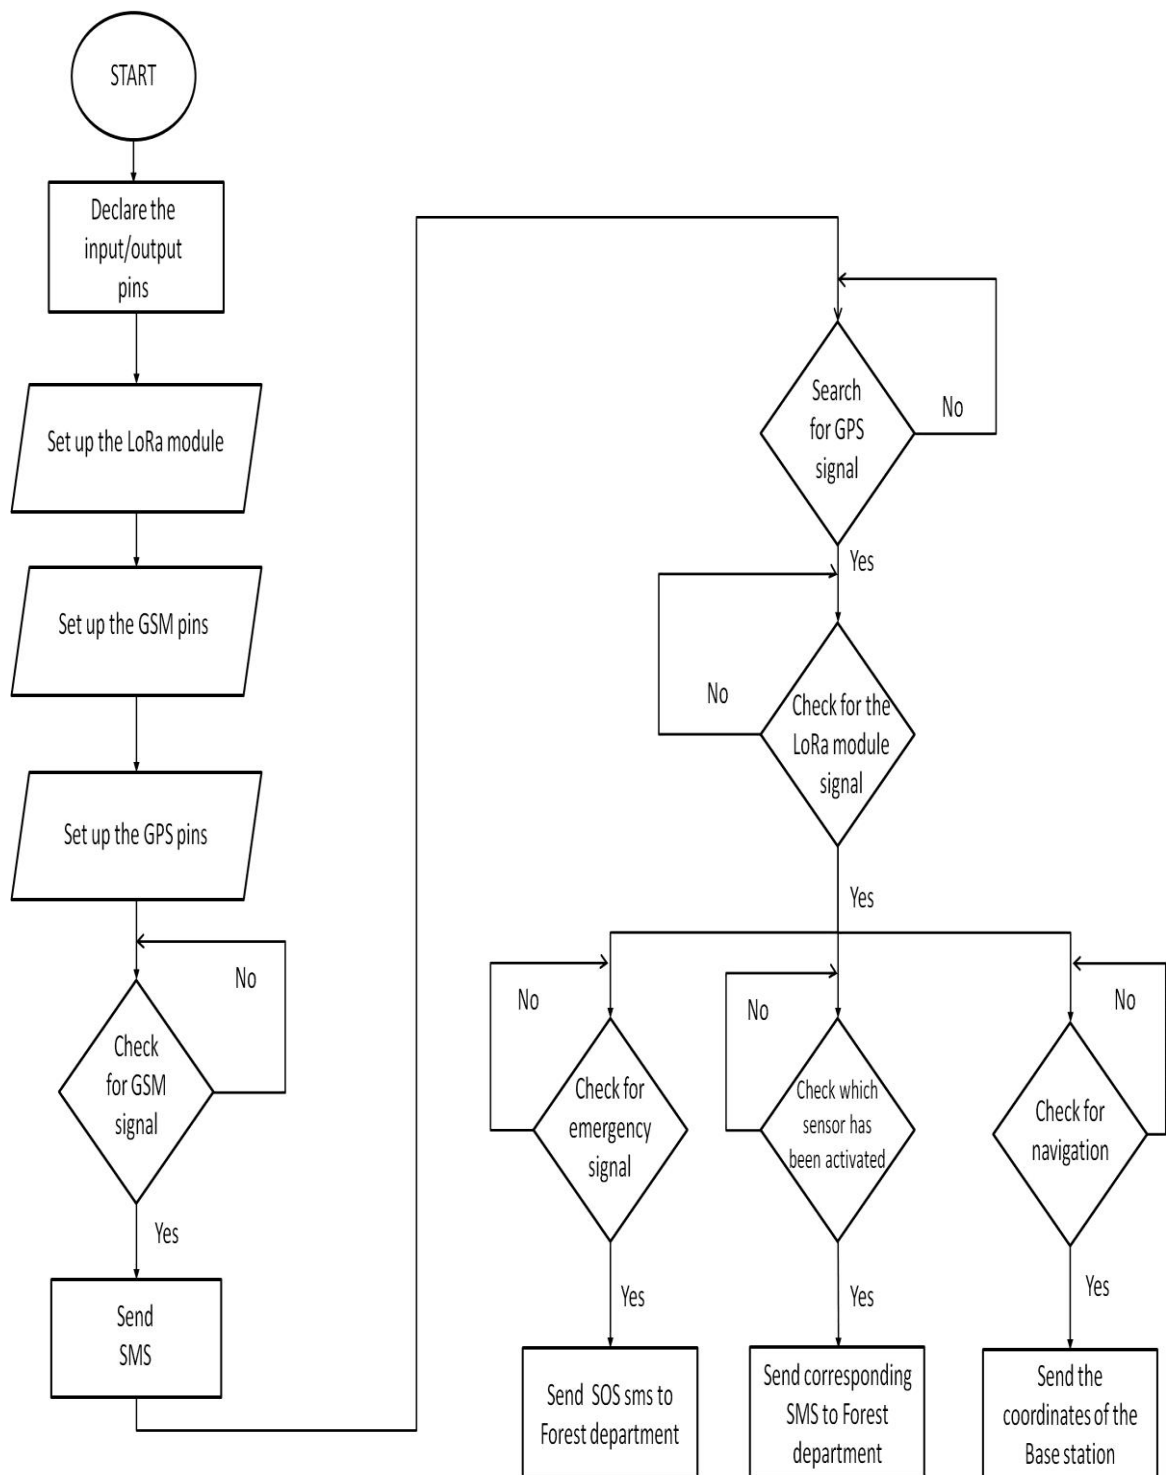 START
Declare the
input/output
pins
Set up the LoRa module
Set up the GSM pins
Set up the GPS pins
No
Check
for GSM
signal
Yes
Send
SMS
Search
for GPS
signal
No
Yes
No
Check for the
LoRa module
signal
Yes
No
Check for
emergency
signal
Yes
Send SOS sms to
Forest department
No
Check which
sensor has
been activated
Yes
Send corresponding
SMS to Forest
department
No
Check for
navigation
Yes
Send the
coordinates of the
Base station